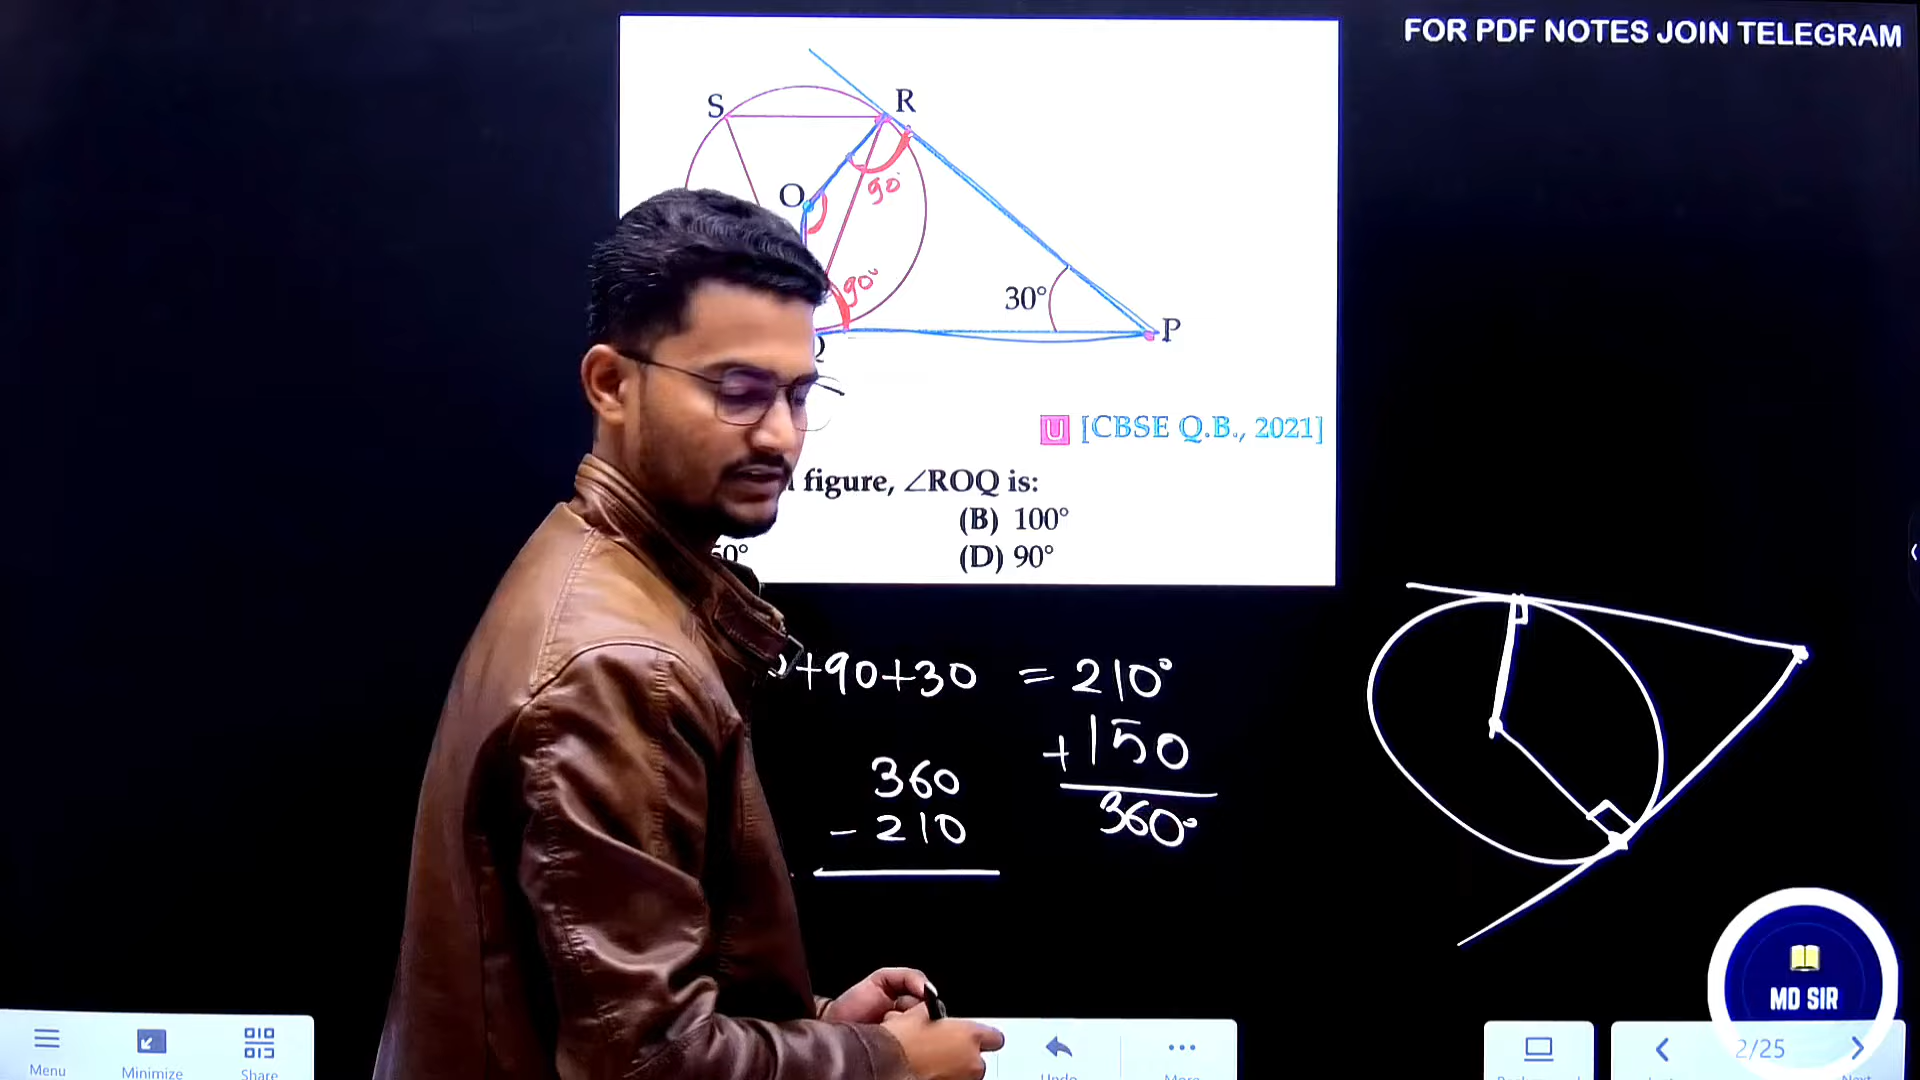 FOR PDF NOTES JOIN TELEGRAM
S
R
O
90°
90°
30°
P
U [CBSE Q.B., 2021]
figure, ∠ROQ is:
(B) 100°
(D) 90°
+90+30 = 210°
+150
360°
360
- 210
MD SIR
Menu
Minimize
Share
2/25